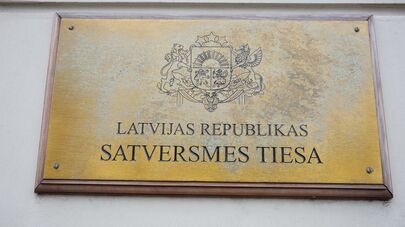 LATVIJAS REPUBLIKAS
SATVERSMES TIESA